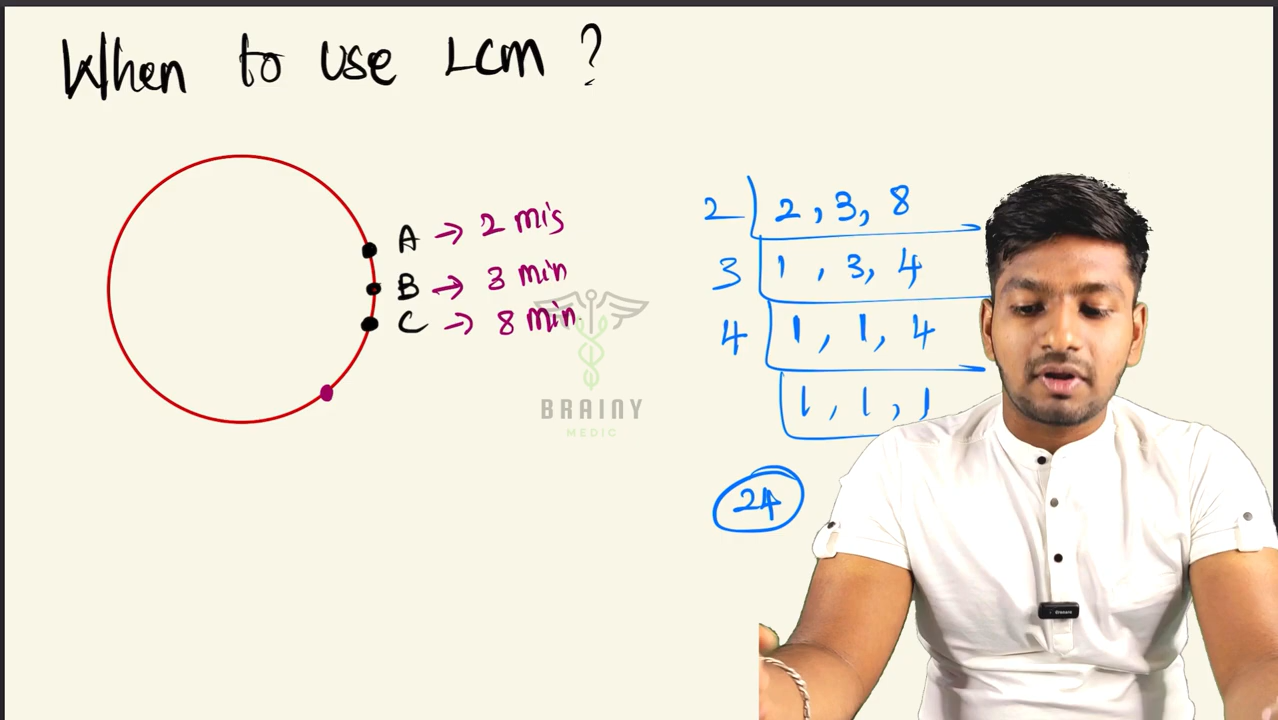 When to use LCM ?
A → 2 mis
B → 3 min
C → 8 min.
2 2, 3, 8
3 1, 3, 4
4 1, 1, 4
1, 1, 1
24
BRAINY
MEDIC